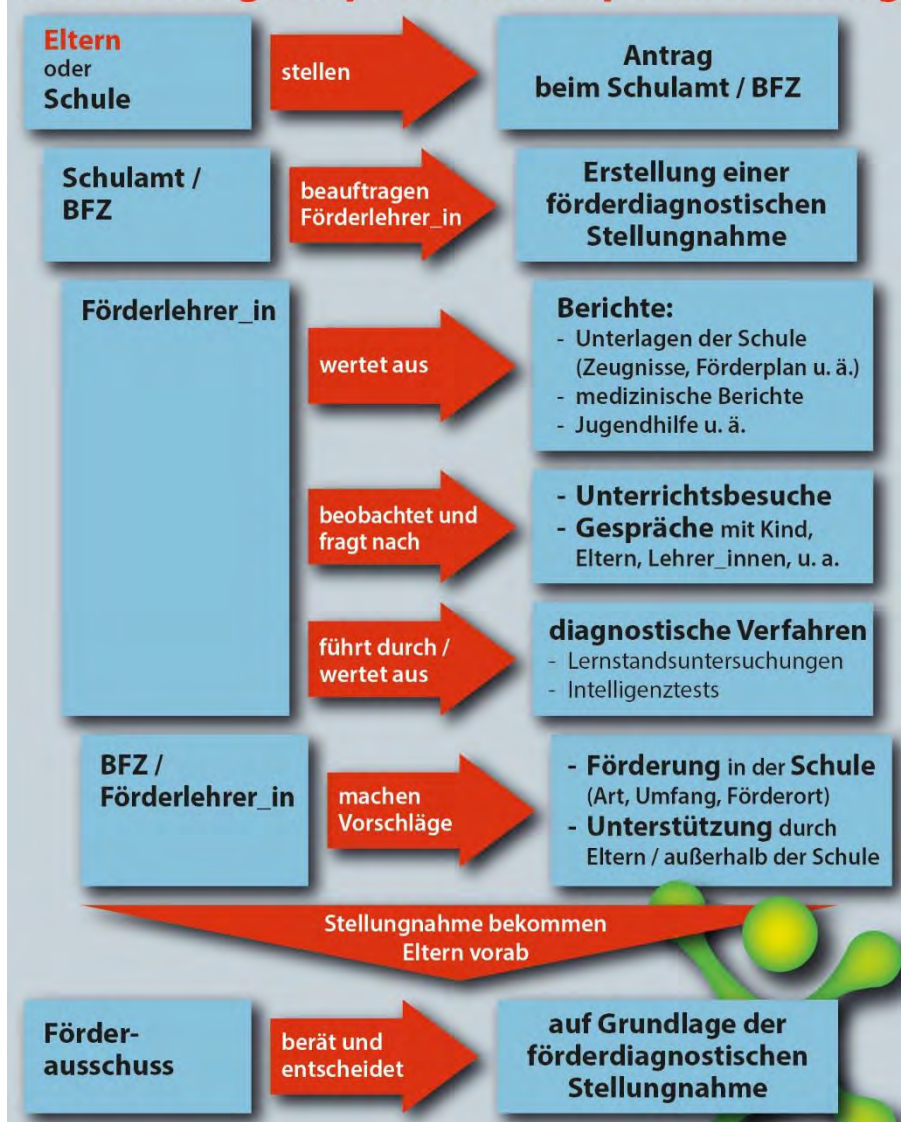 Eltern
oder
Schule
stellen
Antrag
beim Schulamt / BFZ
Schulamt /
BFZ
beauftragen
Förderlehrer_in
Erstellung einer
förderdiagnostischen
Stellungnahme
Förderlehrer_in
wertet aus
Berichte:
- Unterlagen der Schule
(Zeugnisse, Förderplan u. ä.)
- medizinische Berichte
- Jugendhilfe u. ä.
beobachtet und
fragt nach
- Unterrichtsbesuche
- Gespräche mit Kind,
Eltern, Lehrer_innen, u. a.
führt durch /
wertet aus
diagnostische Verfahren
- Lernstandsuntersuchungen
- Intelligenztests
BFZ /
Förderlehrer_in
machen
Vorschläge
- Förderung in der Schule
(Art, Umfang, Förderort)
- Unterstützung durch
Eltern / außerhalb der Schule
Stellungnahme bekommen
Eltern vorab
Förder-
ausschuss
berät und
entscheidet
auf Grundlage der
förderdiagnostischen
Stellungnahme